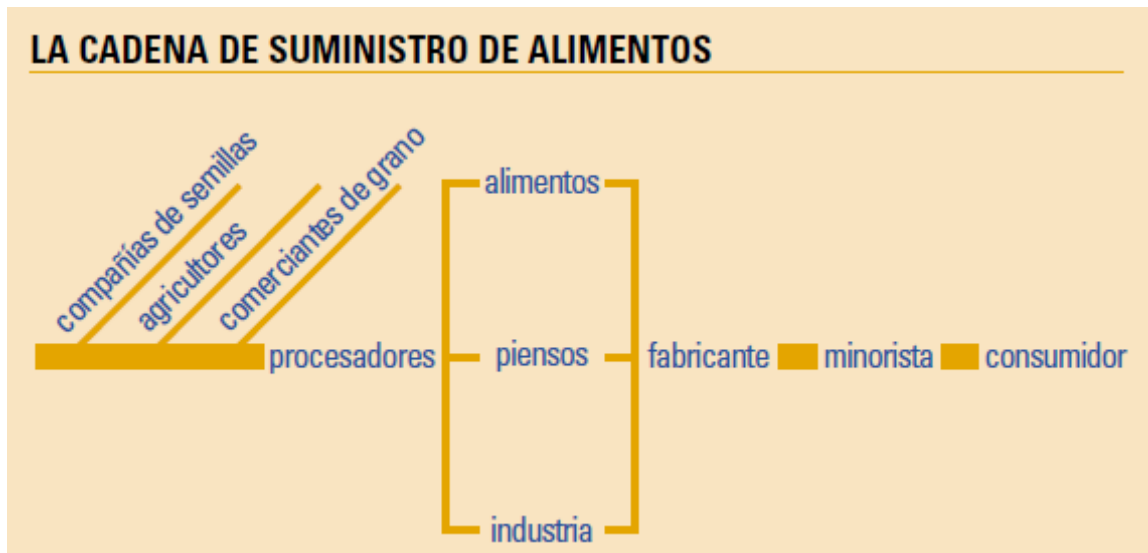 LA CADENA DE SUMINISTRO DE ALIMENTOS
compañías de semillas
agricultores
comerciantes de grano
procesadores
alimentos
piensos
industria
fabricante
minorista
consumidor